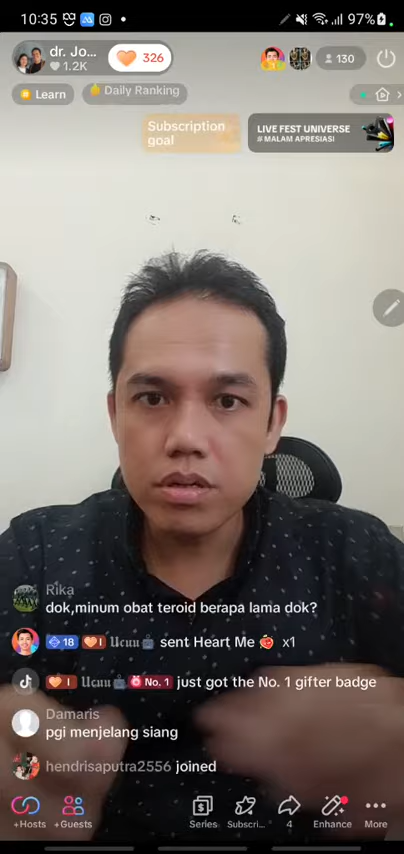 10:35
97%
dr. Jo...
1.2K
326
130
Learn
Daily Ranking
Subscription
goal
LIVE FEST UNIVERSE
# MALAM APRESIASI
Rika
dok,minum obat teroid berapa lama dok?
18 I 𝖀𝖈𝖚𝖚 sent Heart Me x1
I 𝖀𝖈𝖚𝖚 No. 1 just got the No. 1 gifter badge
Damaris
pgi menjelang siang
hendrisaputra2556 joined
+Hosts
+Guests
Series
Subscri...
4
Enhance
More